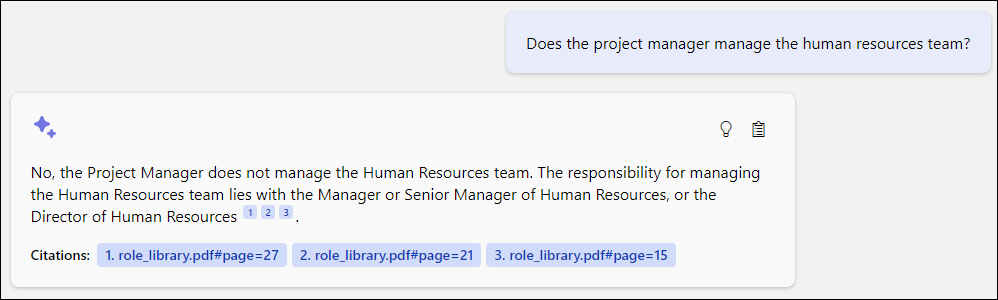 Does the project manager manage the human resources team?
No, the Project Manager does not manage the Human Resources team. The responsibility for managing
the Human Resources team lies with the Manager or Senior Manager of Human Resources, or the
Director of Human Resources 1 2 3 .
Citations: 1. role_library.pdf#page=27 2. role_library.pdf#page=21 3. role_library.pdf#page=15